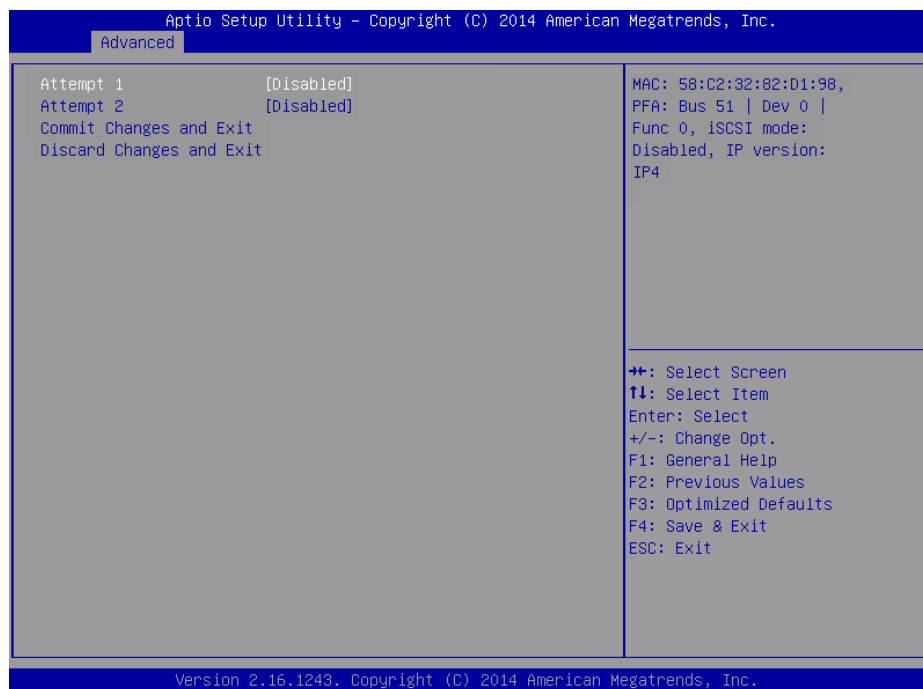 Aptio Setup Utility – Copyright (C) 2014 American Megatrends, Inc.
Advanced
Attempt 1 [Disabled]
Attempt 2 [Disabled]
Commit Changes and Exit
Discard Changes and Exit
MAC: 58:C2:32:82:D1:98,
PFA: Bus 51 | Dev 0 |
Func 0, iSCSI mode:
Disabled, IP version:
IP4
→←: Select Screen
↑↓: Select Item
Enter: Select
+/-: Change Opt.
F1: General Help
F2: Previous Values
F3: Optimized Defaults
F4: Save & Exit
ESC: Exit
Version 2.16.1243. Copyright (C) 2014 American Megatrends, Inc.